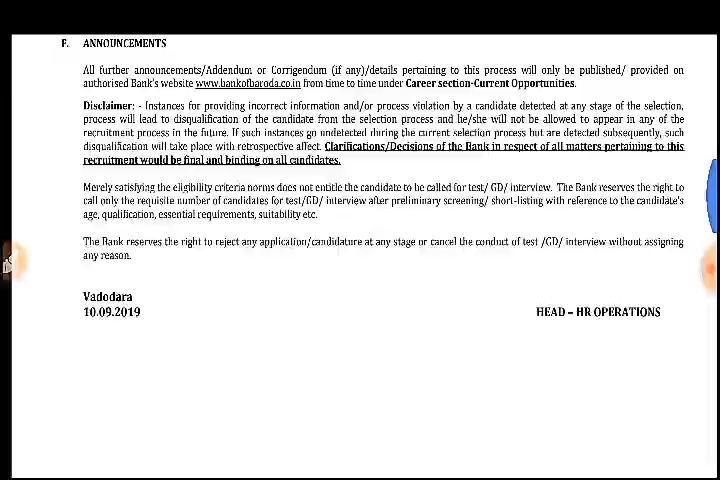 F. ANNOUNCEMENTS
All further announcements/Addendum or Corrigendum (if any)/details pertaining to this process will only be published/ provided on
authorised Bank's website www.bankofbaroda.co.in from time to time under Career section-Current Opportunities.
Disclaimer: - Instances for providing incorrect information and/or process violation by a candidate detected at any stage of the selection,
process will lead to disqualification of the candidate from the selection process and he/she will not be allowed to appear in any of the
recruitment process in the future. If such instances go undetected during the current selection process but are detected subsequently, such
disqualification will take place with retrospective affect. Clarifications/Decisions of the Bank in respect of all matters pertaining to this
recruitment would be final and binding on all candidates.
Merely satisfying the eligibility criteria norms does not entitle the candidate to be called for test/ GD/ interview. The Bank reserves the right to
call only the requisite number of candidates for test/GD/ interview after preliminary screening/ short-listing with reference to the candidate's
age, qualification, essential requirements, suitability etc.
The Bank reserves the right to reject any application/candidature at any stage or cancel the conduct of test /GD/ interview without assigning
any reason.
Vadodara
10.09.2019 HEAD – HR OPERATIONS